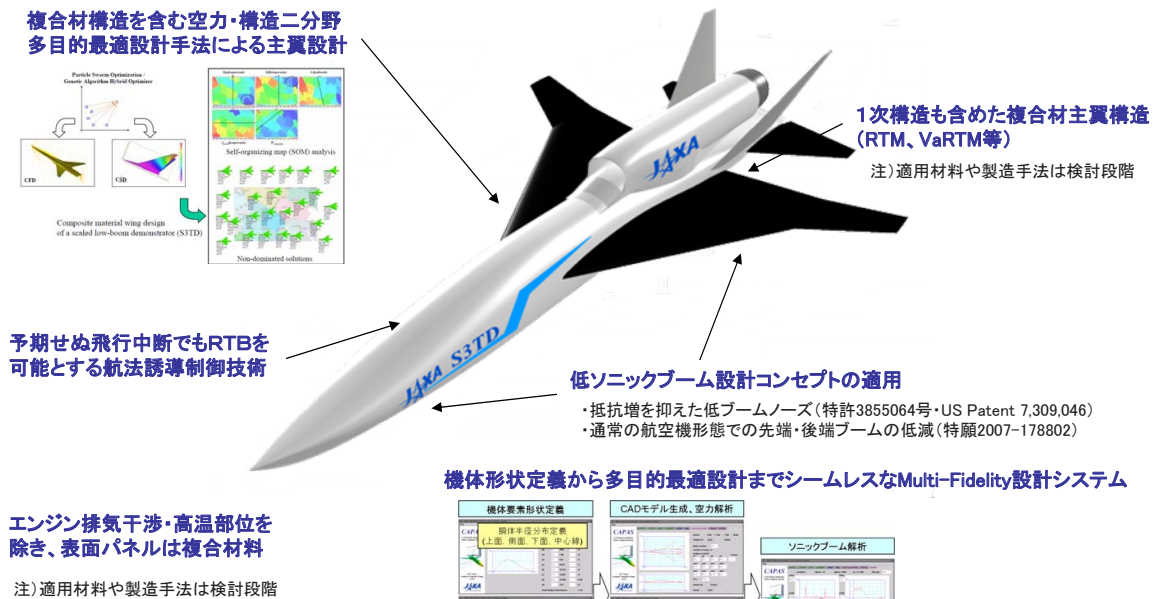 複合材構造を含む空力・構造二分野
多目的最適設計手法による主翼設計
Particle Swarm Optimization /
Genetic Algorithm Hybrid Optimizer
CFD
CSD
Self-organizing map (SOM) analysis
Composite material wing design
of a scaled low-boom demonstrator (S3TD)
Non-dominated solutions
1次構造も含めた複合材主翼構造
(RTM、VaRTM等)
注)適用材料や製造手法は検討段階
JAXA
JAXA S3TD
予期せぬ飛行中断でもRTBを
可能とする航法誘導制御技術
低ソニックブーム設計コンセプトの適用
・抵抗増を抑えた低ブームノーズ(特許3855064号・US Patent 7,309,046)
・通常の航空機形態での先端・後端ブームの低減(特願2007-178802)
機体形状定義から多目的最適設計までシームレスなMulti-Fidelity設計システム
エンジン排気干渉・高温部位を
除き、表面パネルは複合材料
注)適用材料や製造手法は検討段階
機体要素形状定義
胴体半径分布定義
(上面、側面、下面、中心線)
CAPAS
JAXA
CADモデル生成、空力解析
CAPAS
JAXA
ソニックブーム解析
CAPAS